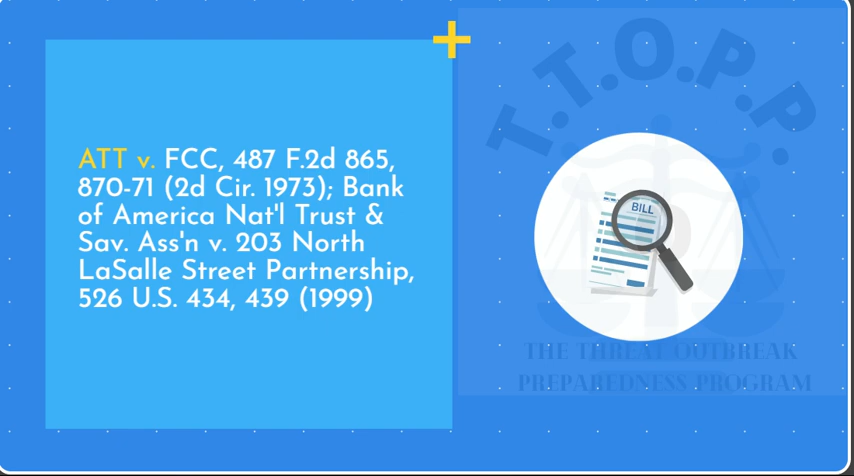 ATT v. FCC, 487 F.2d 865,
870-71 (2d Cir. 1973); Bank
of America Nat'l Trust &
Sav. Ass'n v. 203 North
LaSalle Street Partnership,
526 U.S. 434, 439 (1999)
T.T.O.P.P.
BILL
THE THREAT OUTBREAK
PREPAREDNESS PROGRAM